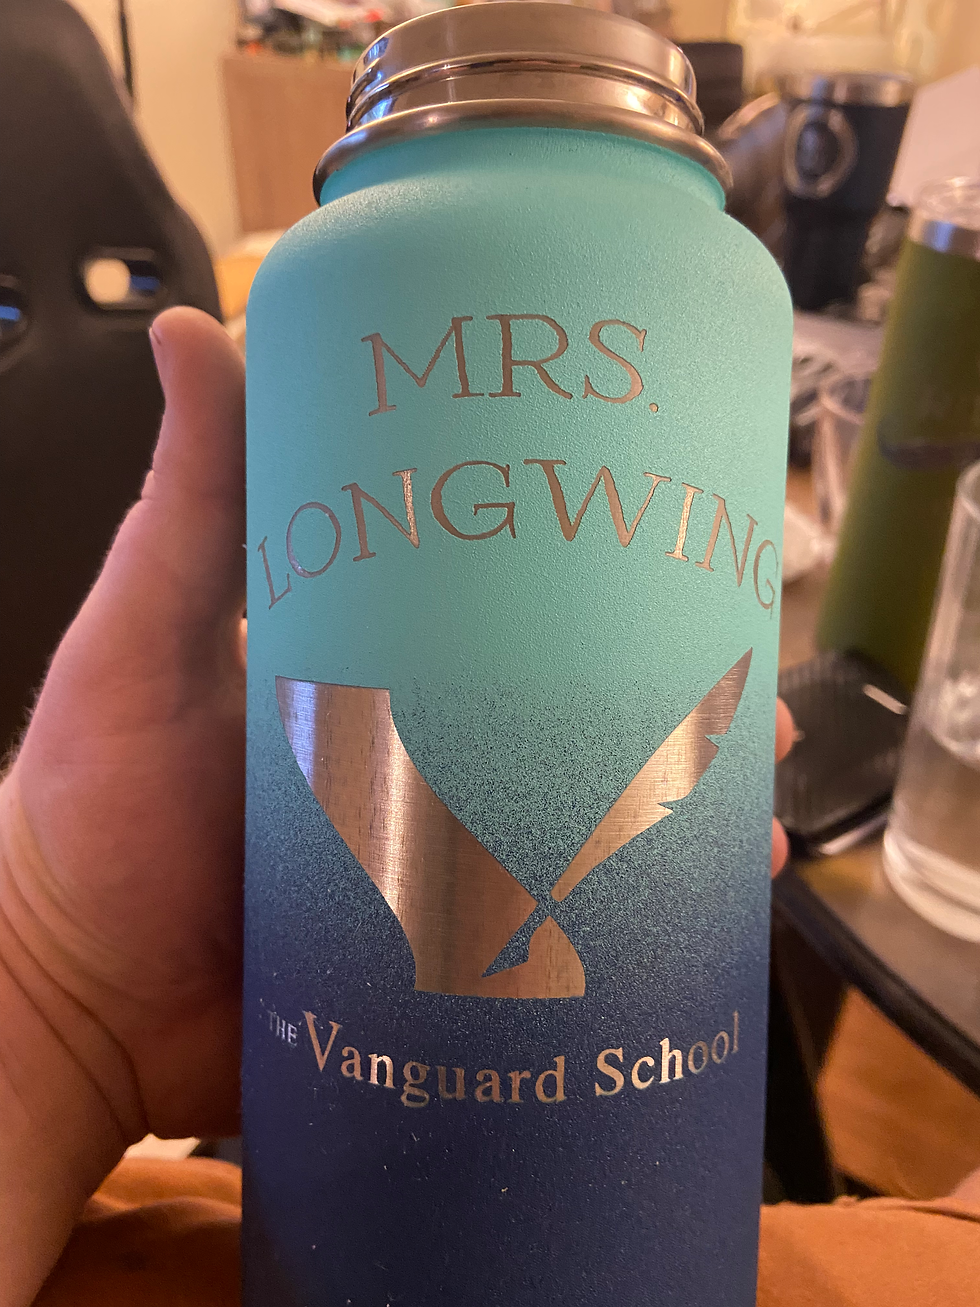 MRS.
LONGWING
THE Vanguard School